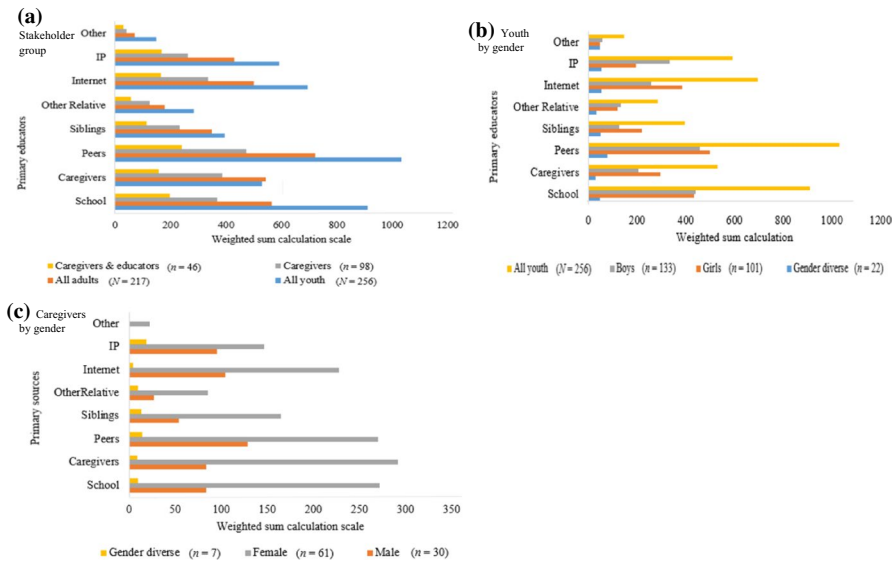 (a)
Stakeholder
group
Primary educators
Other
IP
Internet
Other Relative
Siblings
Peers
Caregivers
School
0 200 400 600 800 1000 1200
Weighted sum calculation scale
Caregivers & educators (n = 46)
Caregivers (n = 98)
All adults (N = 217)
All youth (N = 256)
(b)
Youth
by gender
Primary educators
Other
IP
Internet
Other Relative
Siblings
Peers
Caregivers
School
0 200 400 600 800 1000 1200
Weighted sum calculation
All youth (N = 256) Boys (n = 133) Girls (n = 101) Gender diverse (n = 22)
(c) Caregivers
by gender
Primary sources
Other
IP
Internet
OtherRelative
Siblings
Peers
Caregivers
School
0 50 100 150 200 250 300 350
Weighted sum calculation scale
Gender diverse (n = 7) Female (n = 61) Male (n = 30)